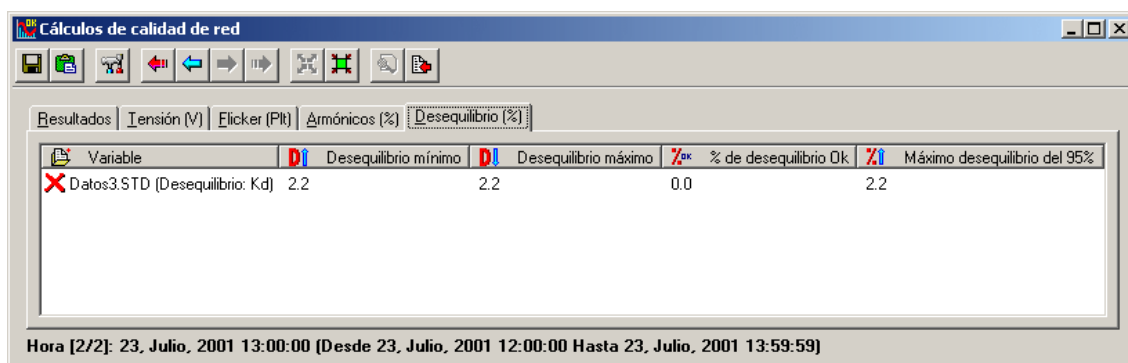 Cálculos de calidad de red
Resultados Tensión (V) Flicker (Plt) Armónicos (%) Desequilibrio (%)
Variable Desequilibrio mínimo Desequilibrio máximo % de desequilibrio Ok Máximo desequilibrio del 95%
Datos3.STD (Desequilibrio: Kd) 2.2 2.2 0.0 2.2
Hora [2/2]: 23, Julio, 2001 13:00:00 (Desde 23, Julio, 2001 12:00:00 Hasta 23, Julio, 2001 13:59:59)